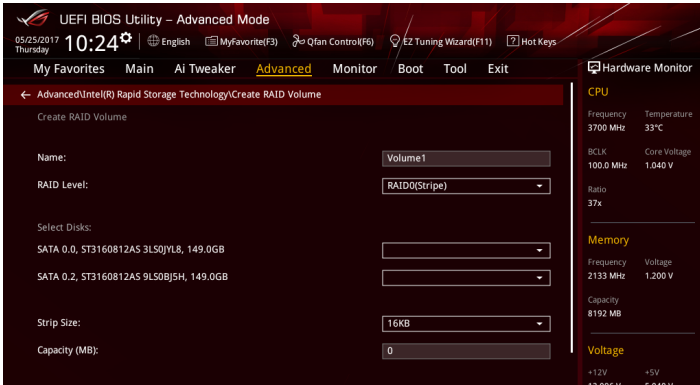 UEFI BIOS Utility – Advanced Mode
05/25/2017 Thursday 10:24 English MyFavorite(F3) Qfan Control(F6) EZ Tuning Wizard(F11) ? Hot Keys
My Favorites Main Ai Tweaker Advanced Monitor Boot Tool Exit
← Advanced\Intel(R) Rapid Storage Technology\Create RAID Volume
Create RAID Volume
Name: Volume1
RAID Level: RAID0(Stripe)
Select Disks:
SATA 0.0, ST3160812AS 3LS0JYL8, 149.0GB
SATA 0.2, ST3160812AS 9LS0BJ5H, 149.0GB
Strip Size: 16KB
Capacity (MB): 0
Hardware Monitor
CPU
Frequency Temperature
3700 MHz 33°C
BCLK Core Voltage
100.0 MHz 1.040 V
Ratio
37x
Memory
Frequency Voltage
2133 MHz 1.200 V
Capacity
8192 MB
Voltage
+12V +5V